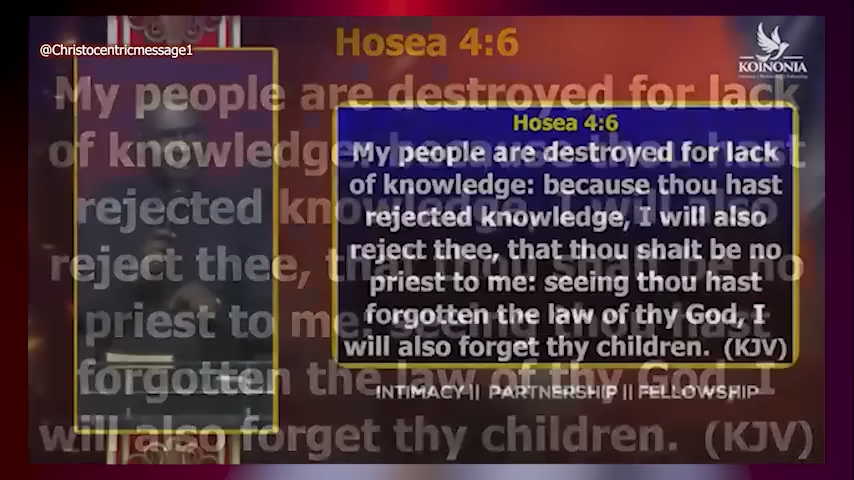 @Christocentricmessage1
KOINONIA
Hosea 4:6
My people are destroyed for lack
of knowledge: because thou hast
rejected knowledge, I will also
reject thee, that thou shalt be no
priest to me: seeing thou hast
forgotten the law of thy God, I
will also forget thy children. (KJV)
Hosea 4:6
My people are destroyed for lack
of knowledge: because thou hast
rejected knowledge, I will also
reject thee, that thou shalt be no
priest to me: seeing thou hast
forgotten the law of thy God, I
will also forget thy children. (KJV)
INTIMACY || PARTNERSHIP || FELLOWSHIP